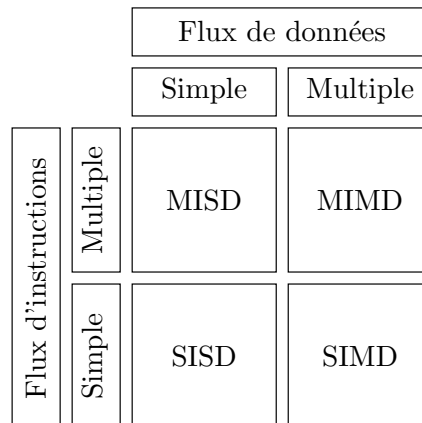 Flux de données
Simple
Multiple
Flux d'instructions
Multiple
MISD
MIMD
Simple
SISD
SIMD